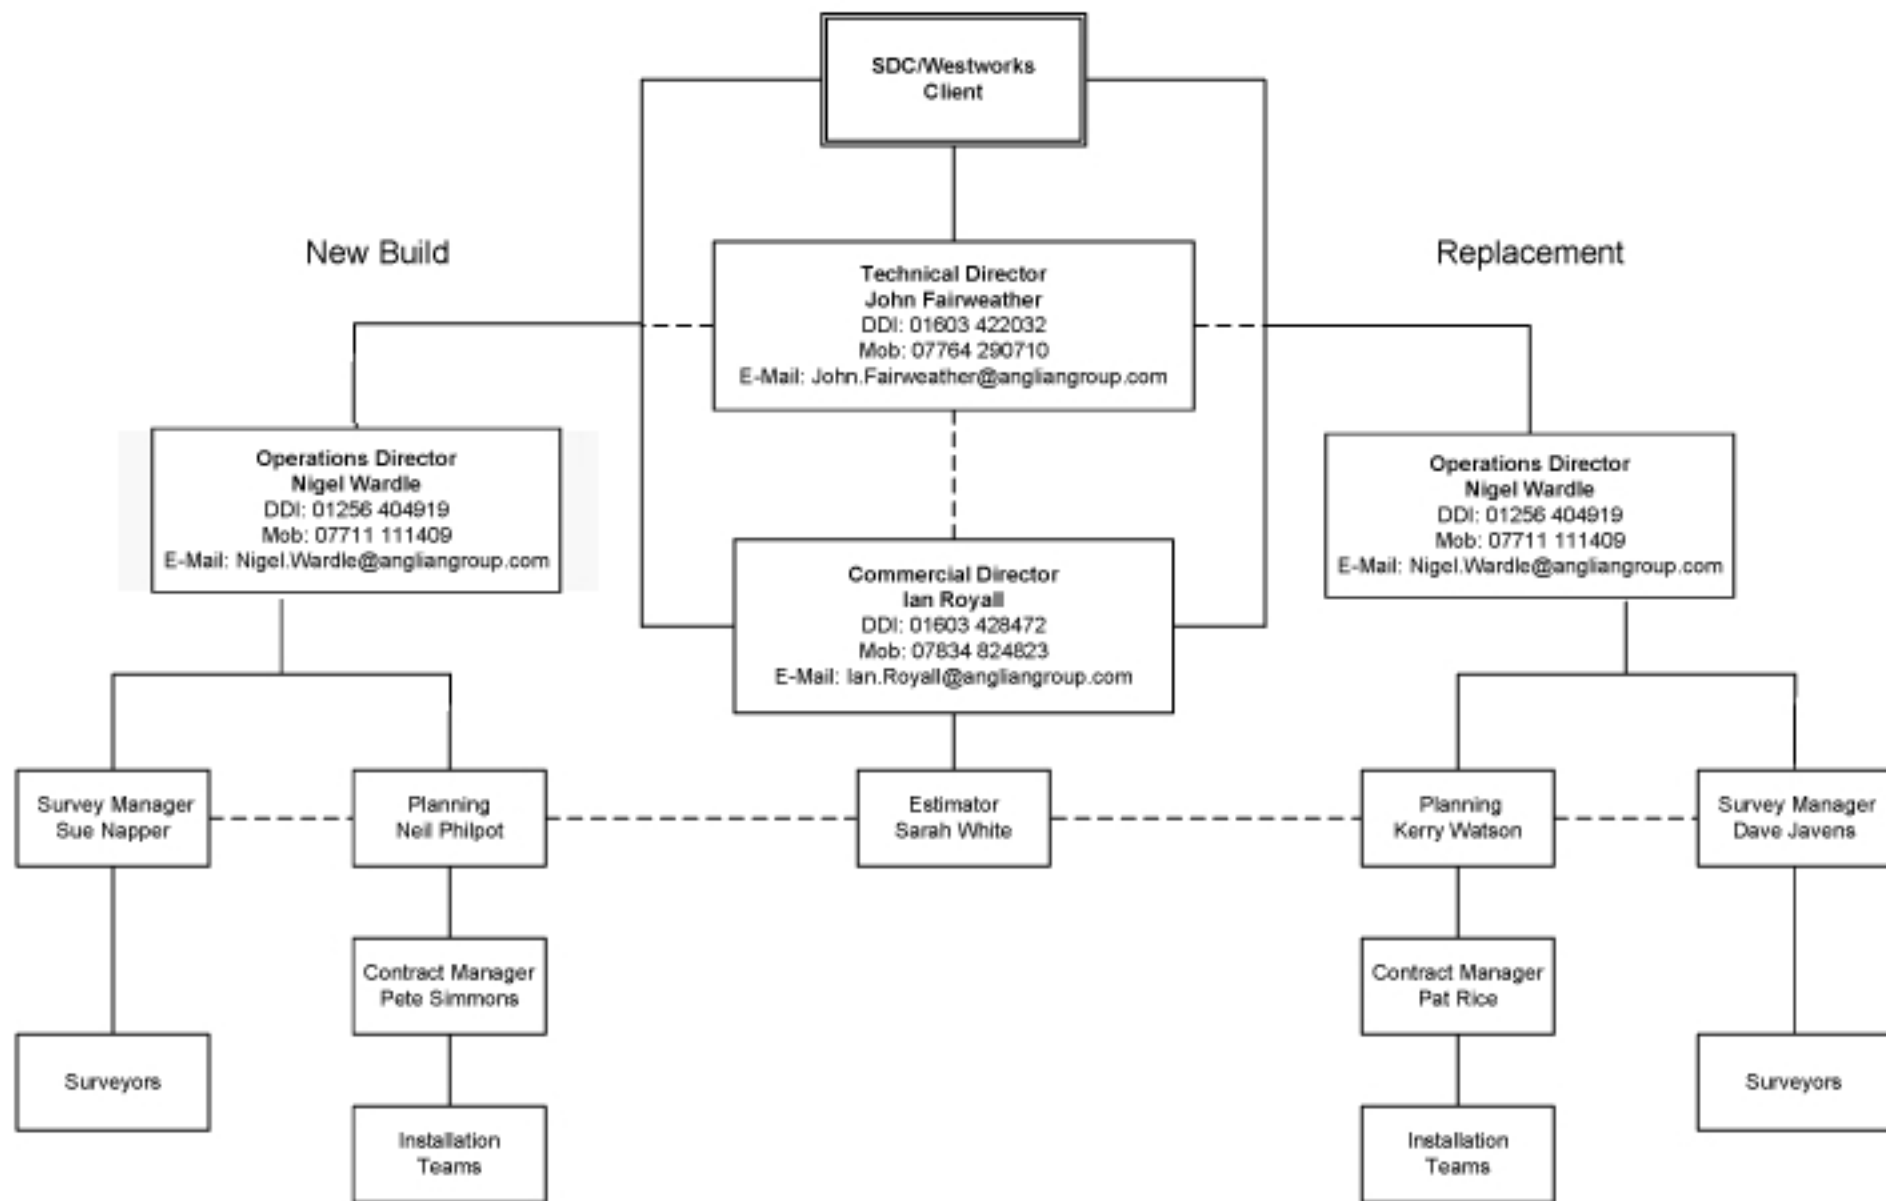 SDC/Westworks
Client
New Build
Replacement
Technical Director
John Fairweather
DDI: 01603 422032
Mob: 07764 290710
E-Mail: John.Fairweather@angliangroup.com
Operations Director
Nigel Wardle
DDI: 01256 404919
Mob: 07711 111409
E-Mail: Nigel.Wardle@angliangroup.com
Operations Director
Nigel Wardle
DDI: 01256 404919
Mob: 07711 111409
E-Mail: Nigel.Wardle@angliangroup.com
Commercial Director
Ian Royall
DDI: 01603 428472
Mob: 07834 824823
E-Mail: Ian.Royall@angliangroup.com
Survey Manager
Sue Napper
Planning
Neil Philpot
Estimator
Sarah White
Planning
Kerry Watson
Survey Manager
Dave Javens
Contract Manager
Pete Simmons
Contract Manager
Pat Rice
Surveyors
Surveyors
Installation
Teams
Installation
Teams